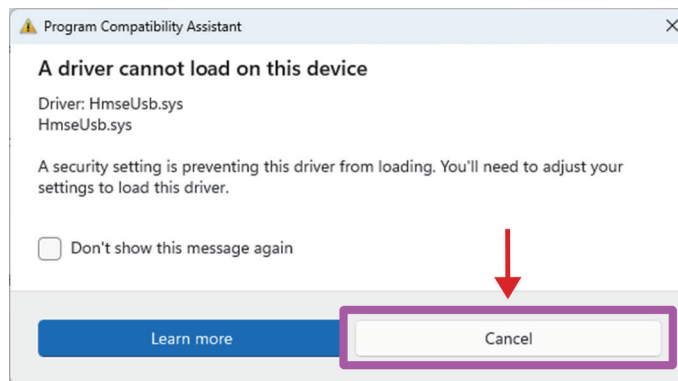 Program Compatibility Assistant
A driver cannot load on this device
Driver: HmseUsb.sys
HmseUsb.sys
A security setting is preventing this driver from loading. You'll need to adjust your
settings to load this driver.
Don't show this message again
Learn more
Cancel